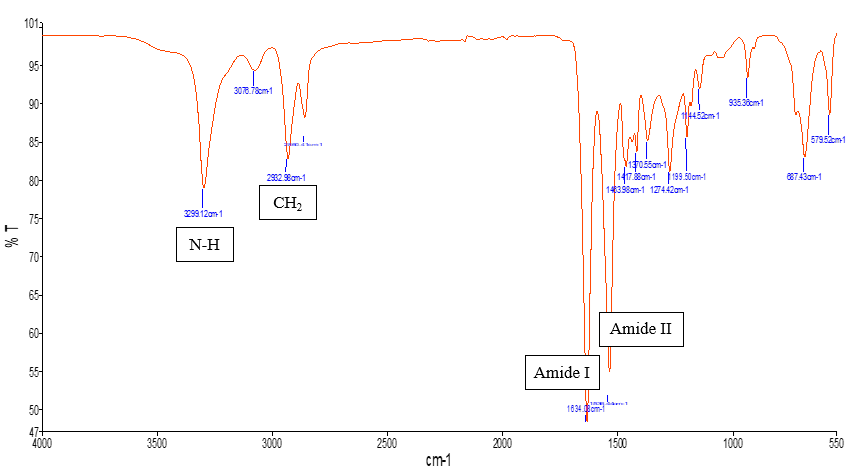 101
95
90
85
80
75
70
65
60
55
50
47
% T
4000
3500
3000
2500
2000
1500
1000
550
cm-1
3299.12cm-1
3076.78cm-1
2932.98cm-1
1634.08cm-1
1463.98cm-1
1417.88cm-1
1370.55cm-1
1274.42cm-1
1199.50cm-1
1144.52cm-1
935.36cm-1
687.43cm-1
579.52cm-1
N-H
CH2
Amide I
Amide II